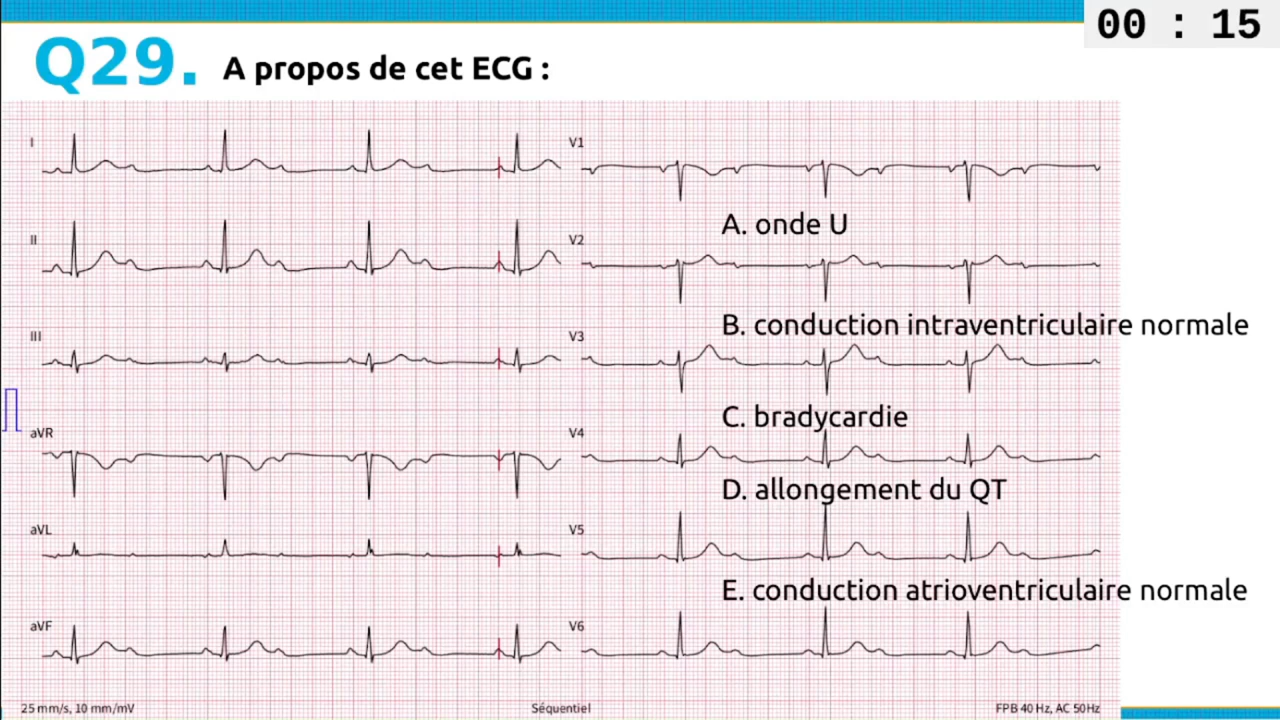 00 : 15
Q29. A propos de cet ECG :
I
V1
A. onde U
II
V2
B. conduction intraventriculaire normale
III
V3
C. bradycardie
aVR
V4
D. allongement du QT
aVL
V5
E. conduction atrioventriculaire normale
aVF
V6
25 mm/s, 10 mm/mV
Séquentiel
FPB 40 Hz, AC 50Hz